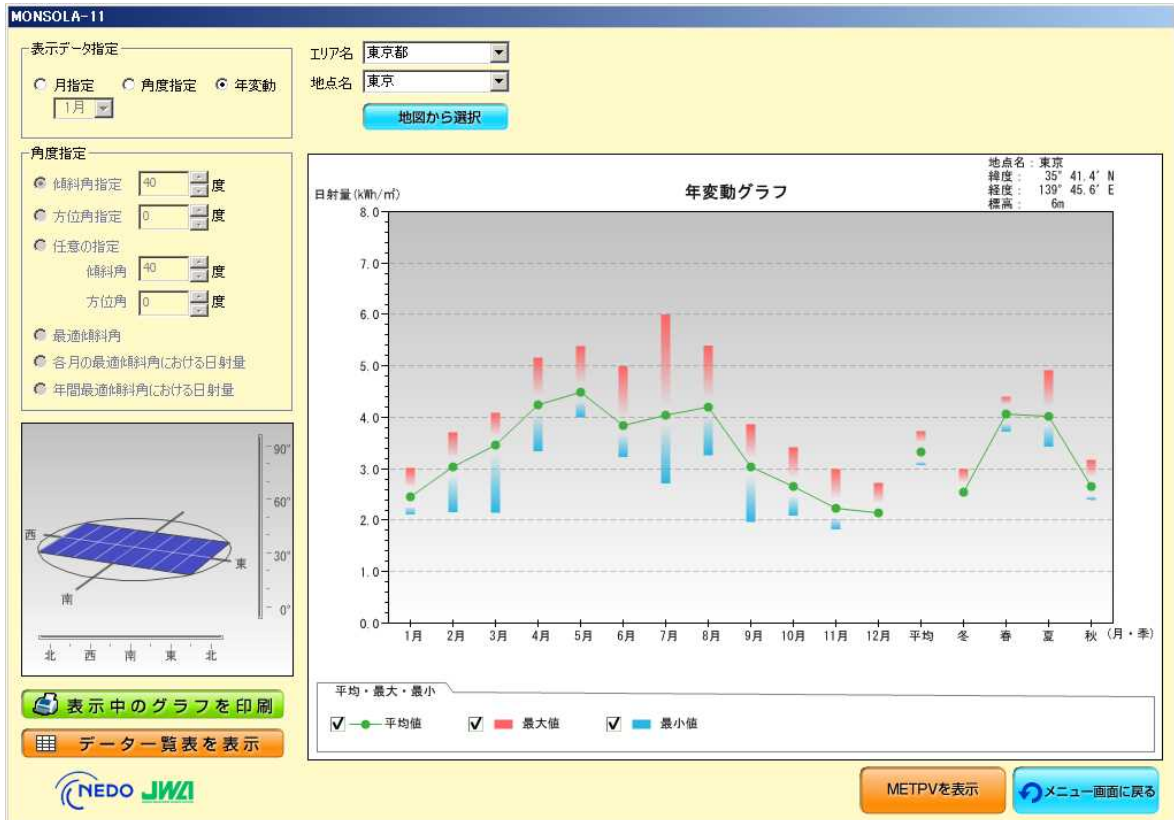 MONSOLA-11
表示データ指定
月指定 角度指定 年変動
1月
エリア名 東京都
地点名 東京
地図から選択
角度指定
傾斜角指定 40 度
方位角指定 0 度
任意の指定
傾斜角 40 度
方位角 0 度
最適傾斜角
各月の最適傾斜角における日射量
年間最適傾斜角における日射量
地点名：東京
緯度： 35° 41.4′ N
経度： 139° 45.6′ E
標高： 6m
日射量(kWh/㎡)
年変動グラフ
8.0
7.0
6.0
5.0
4.0
3.0
2.0
1.0
0.0
1月 2月 3月 4月 5月 6月 7月 8月 9月 10月 11月 12月 平均 冬 春 夏 秋 (月・季)
90°
60°
30°
0°
西
東
南
北 西 南 東 北
平均・最大・最小
平均値 最大値 最小値
表示中のグラフを印刷
データ一覧表を表示
NEDO JWA
METPVを表示
メニュー画面に戻る